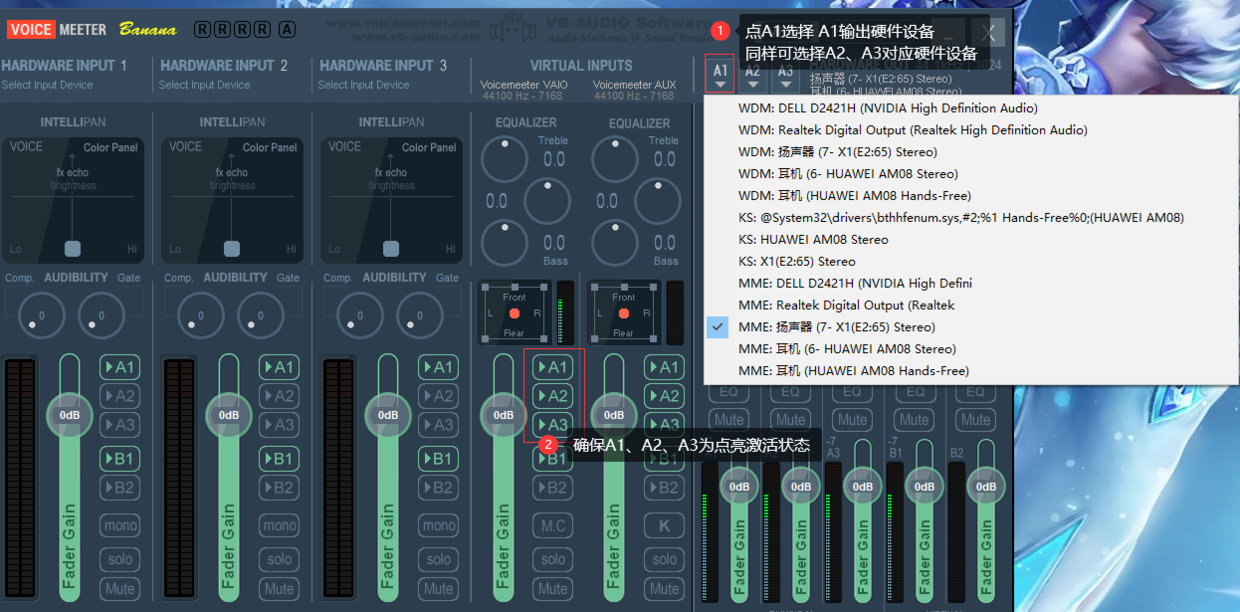 VOICE MEETER Banana R R R R A
www.voicemeeter
www.vb-audio.com
VB-AUDIO Software
1 点A1选择 A1输出硬件设备
同样可选择A2、A3对应硬件设备
X
HARDWARE INPUT 1
Select Input Device
HARDWARE INPUT 2
Select Input Device
HARDWARE INPUT 3
Select Input Device
VIRTUAL INPUTS
Voicemeeter VAIO
44100 Hz - 7168
Voicemeeter AUX
44100 Hz - 7168
A1 A2 A3
HARDWARE OUT
扬声器 (7- X1(E2:65) Stereo)
耳机 (6- HUAWEI AM08 Stereo)
WDM: DELL D2421H (NVIDIA High Definition Audio)
WDM: Realtek Digital Output (Realtek High Definition Audio)
WDM: 扬声器 (7- X1(E2:65) Stereo)
WDM: 耳机 (6- HUAWEI AM08 Stereo)
WDM: 耳机 (HUAWEI AM08 Hands-Free)
KS: @System32\drivers\bthhfenum.sys,#2;%1 Hands-Free%0;(HUAWEI AM08)
KS: HUAWEI AM08 Stereo
KS: X1(E2:65) Stereo
MME: DELL D2421H (NVIDIA High Defini
MME: Realtek Digital Output (Realtek
MME: 扬声器 (7- X1(E2:65) Stereo)
MME: 耳机 (6- HUAWEI AM08 Stereo)
MME: 耳机 (HUAWEI AM08 Hands-Free)
INTELLIPAN INTELLIPAN INTELLIPAN
VOICE Color Panel VOICE Color Panel VOICE Color Panel
fx echo fx echo fx echo
brightness brightness brightness
Lo Hi Lo Hi Lo Hi
EQUALIZER EQUALIZER
Treble Treble
0.0 0.0
0.0 0.0
0.0 0.0
Bass Bass
Comp. AUDIBILITY Gate Comp. AUDIBILITY Gate Comp. AUDIBILITY Gate
0 0 0 0 0 0
Front Front
L R L R
Rear Rear
A1 A1 A1 A1 A1
A2 A2 A2 A2 A2
A3 A3 A3 A3 A3
0dB 0dB 0dB 0dB 0dB
2 确保A1、A2、A3为点亮激活状态
B1 B1 B1 B1 B1
B2 B2 B2 B2 B2
mono mono mono M.C K
solo solo solo solo solo
Mute Mute Mute Mute Mute
Fader Gain Fader Gain Fader Gain Fader Gain Fader Gain
EQ EQ EQ EQ EQ
Mute Mute Mute Mute Mute
-7 -7
A3 B1 B2
0dB 0dB 0dB 0dB 0dB
Fader Gain Fader Gain Fader Gain Fader Gain Fader Gain